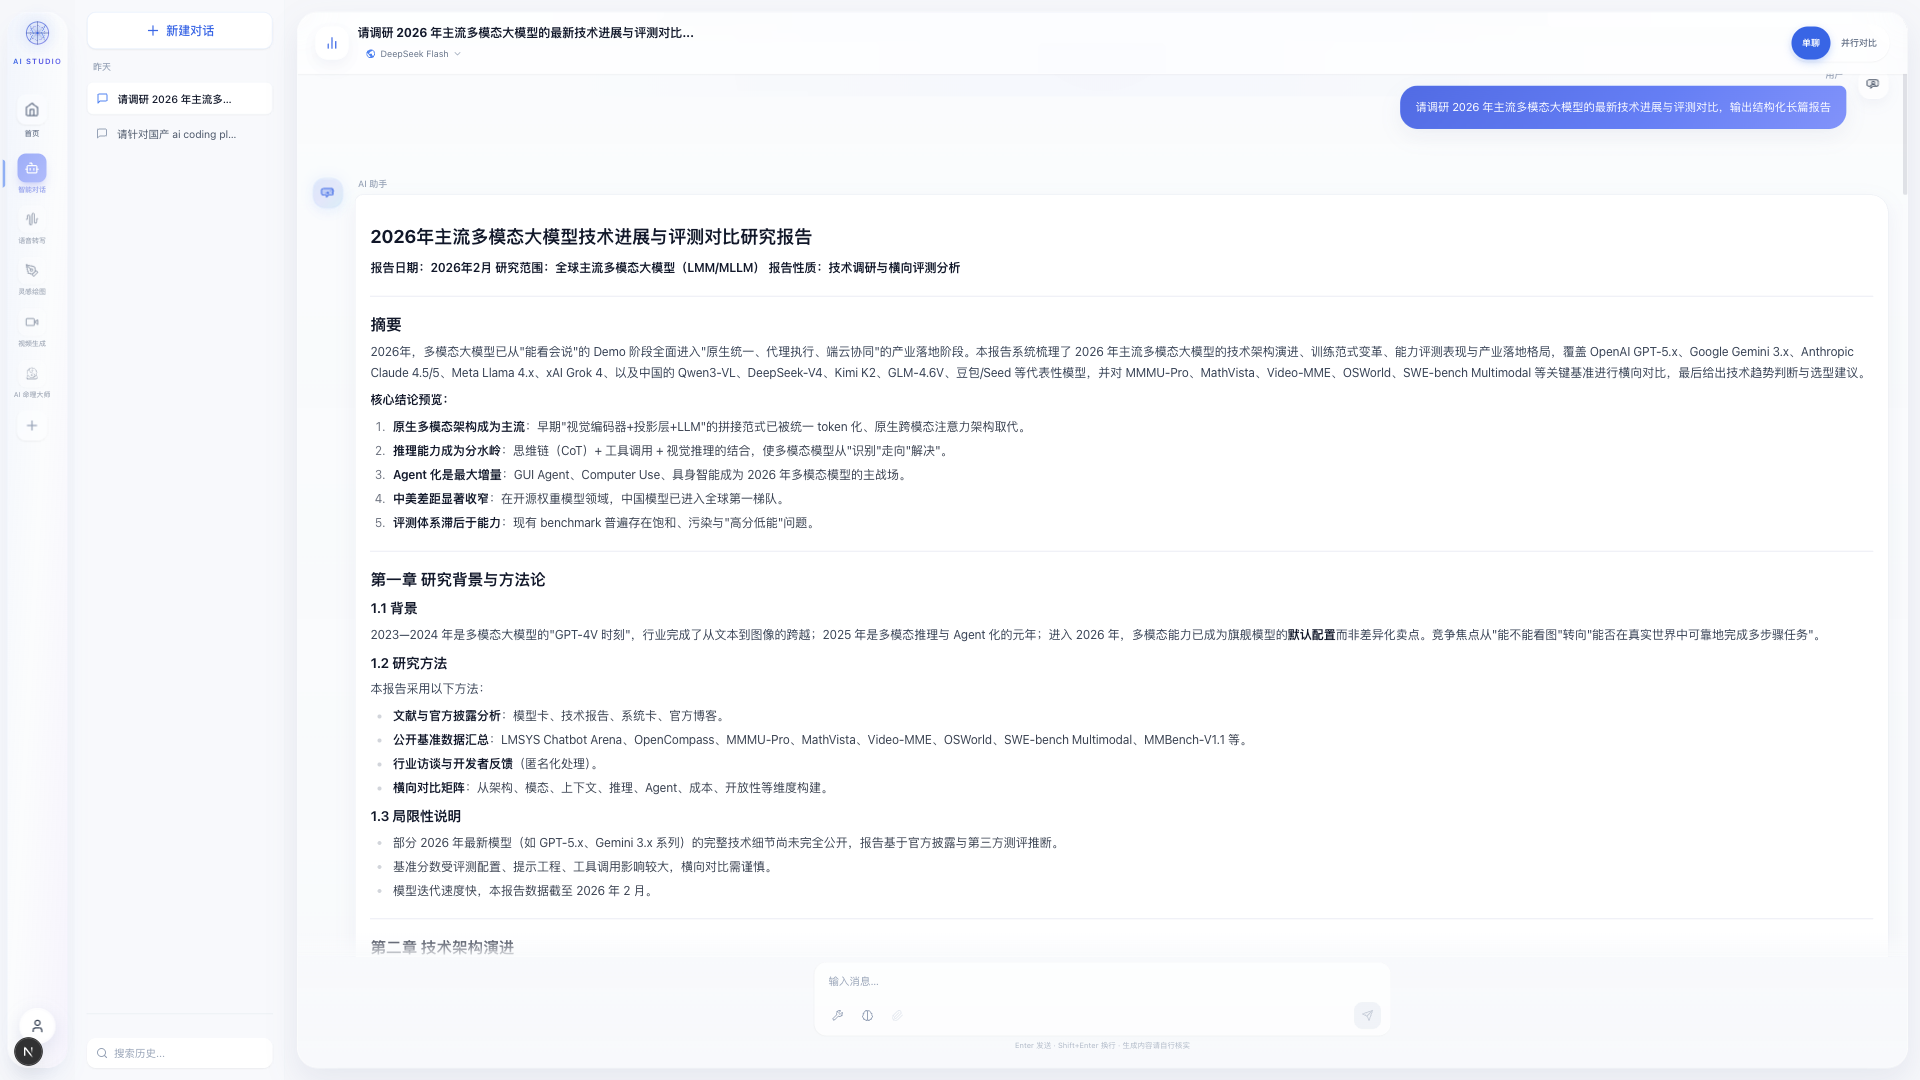 AI STUDIO
首页
智能对话
语音转写
灵感绘图
视频生成
AI 命理大师
N
新建对话
昨天
请调研 2026 年主流多...
请针对国产 ai coding pl...
搜索历史...
请调研 2026 年主流多模态大模型的最新技术进展与评测对比...
DeepSeek Flash
单聊
并行对比
用户
请调研 2026 年主流多模态大模型的最新技术进展与评测对比，输出结构化长篇报告
AI 助手
2026年主流多模态大模型技术进展与评测对比研究报告
报告日期：2026年2月 研究范围：全球主流多模态大模型（LMM/MLLM） 报告性质：技术调研与横向评测分析
摘要
2026年，多模态大模型已从"能看会说"的 Demo 阶段全面进入"原生统一、代理执行、端云协同"的产业落地阶段。本报告系统梳理了 2026 年主流多模态大模型的技术架构演进、训练范式变革、能力评测表现与产业落地格局，覆盖 OpenAI GPT-5.x、Google Gemini 3.x、Anthropic
Claude 4.5/5、Meta Llama 4.x、xAI Grok 4、以及中国的 Qwen3-VL、DeepSeek-V4、Kimi K2、GLM-4.6V、豆包/Seed 等代表性模型，并对 MMMU-Pro、MathVista、Video-MME、OSWorld、SWE-bench Multimodal 等关键基准进行横向对比，最后给出技术趋势判断与选型建议。
核心结论预览：
1. 原生多模态架构成为主流：早期"视觉编码器+投影层+LLM"的拼接范式已被统一 token 化、原生跨模态注意力架构取代。
2. 推理能力成为分水岭：思维链（CoT）+ 工具调用 + 视觉推理的结合，使多模态模型从"识别"走向"解决"。
3. Agent 化是最大增量：GUI Agent、Computer Use、具身智能成为 2026 年多模态模型的主战场。
4. 中美差距显著收窄：在开源权重模型领域，中国模型已进入全球第一梯队。
5. 评测体系滞后于能力：现有 benchmark 普遍存在饱和、污染与"高分低能"问题。
第一章 研究背景与方法论
1.1 背景
2023—2024 年是多模态大模型的"GPT-4V 时刻"，行业完成了从文本到图像的跨越；2025 年是多模态推理与 Agent 化的元年；进入 2026 年，多模态能力已成为旗舰模型的默认配置而非差异化卖点。竞争焦点从"能不能看图"转向"能否在真实世界中可靠地完成多步骤任务"。
1.2 研究方法
本报告采用以下方法：
文献与官方披露分析：模型卡、技术报告、系统卡、官方博客。
公开基准数据汇总：LMSYS Chatbot Arena、OpenCompass、MMMU-Pro、MathVista、Video-MME、OSWorld、SWE-bench Multimodal、MMBench-V1.1 等。
行业访谈与开发者反馈（匿名化处理）。
横向对比矩阵：从架构、模态、上下文、推理、Agent、成本、开放性等维度构建。
1.3 局限性说明
部分 2026 年最新模型（如 GPT-5.x、Gemini 3.x 系列）的完整技术细节尚未完全公开，报告基于官方披露与第三方测评推断。
基准分数受评测配置、提示工程、工具调用影响较大，横向对比需谨慎。
模型迭代速度快，本报告数据截至 2026 年 2 月。
第二章 技术架构演进
输入消息...
Enter 发送 · Shift+Enter 换行 · 生成内容请自行核实